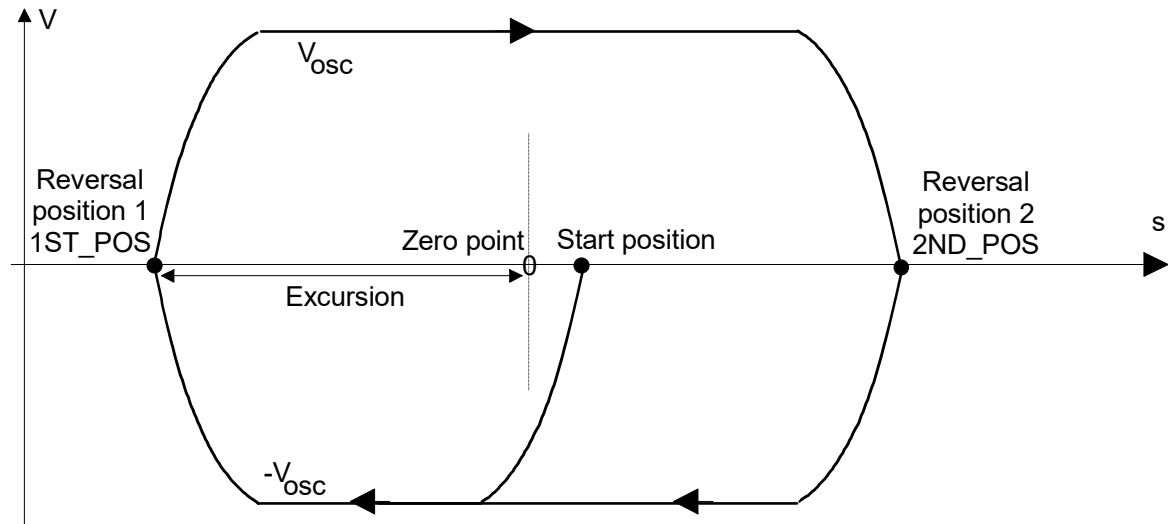 V
Vosc
Reversal
position 1
1ST_POS
Reversal
position 2
2ND_POS
s
Zero point
Start position
0
Excursion
-Vosc